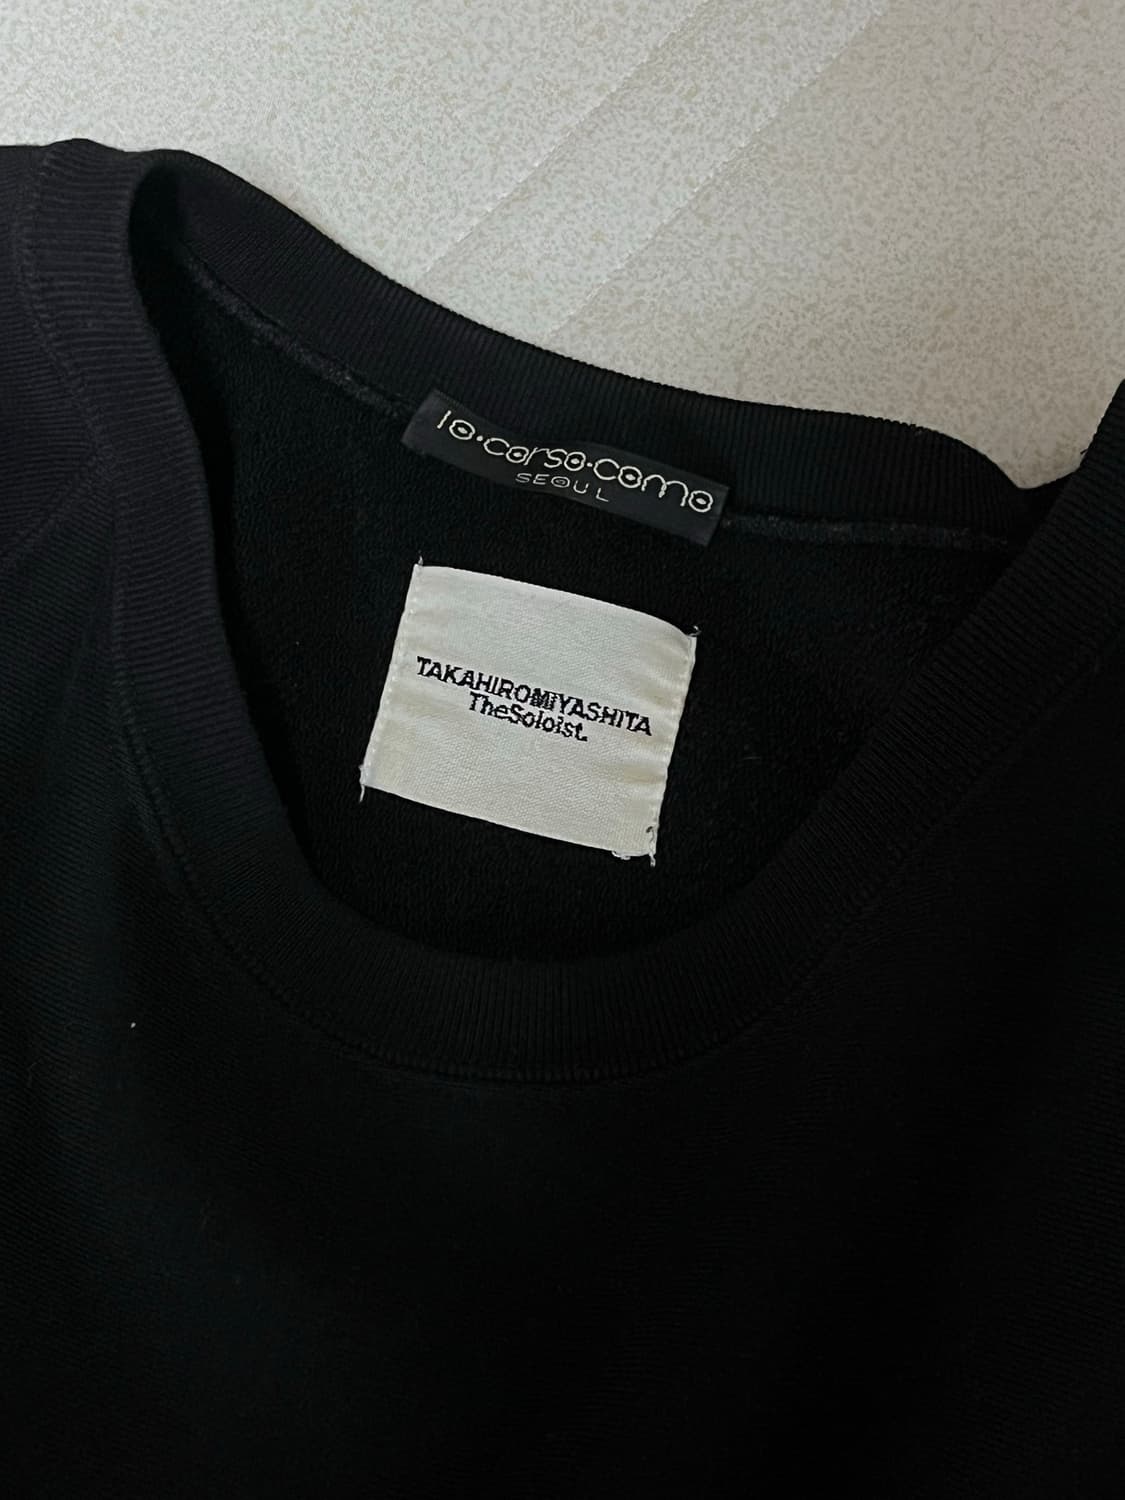 10·corso·como
SEOUL
TAKAHIROMIYASHITA
TheSoloist.